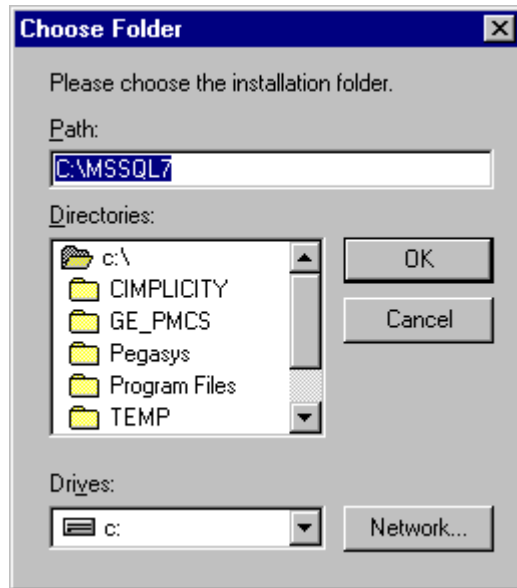 Choose Folder
Please choose the installation folder.
Path:
C:\MSSQL7
Directories:
c:\
CIMPLICITY
GE_PMCS
Pegasys
Program Files
TEMP
OK
Cancel
Drives:
c:
Network...